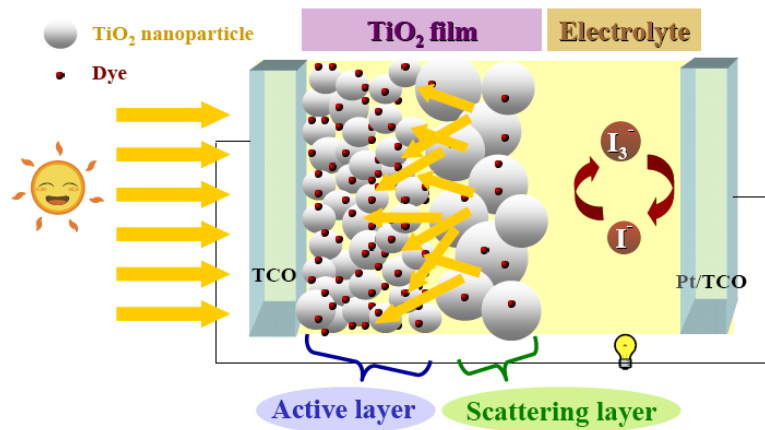 TiO₂ nanoparticle
Dye
TiO₂ film
Electrolyte
I₃⁻
I⁻
TCO
Pt/TCO
Active layer
Scattering layer